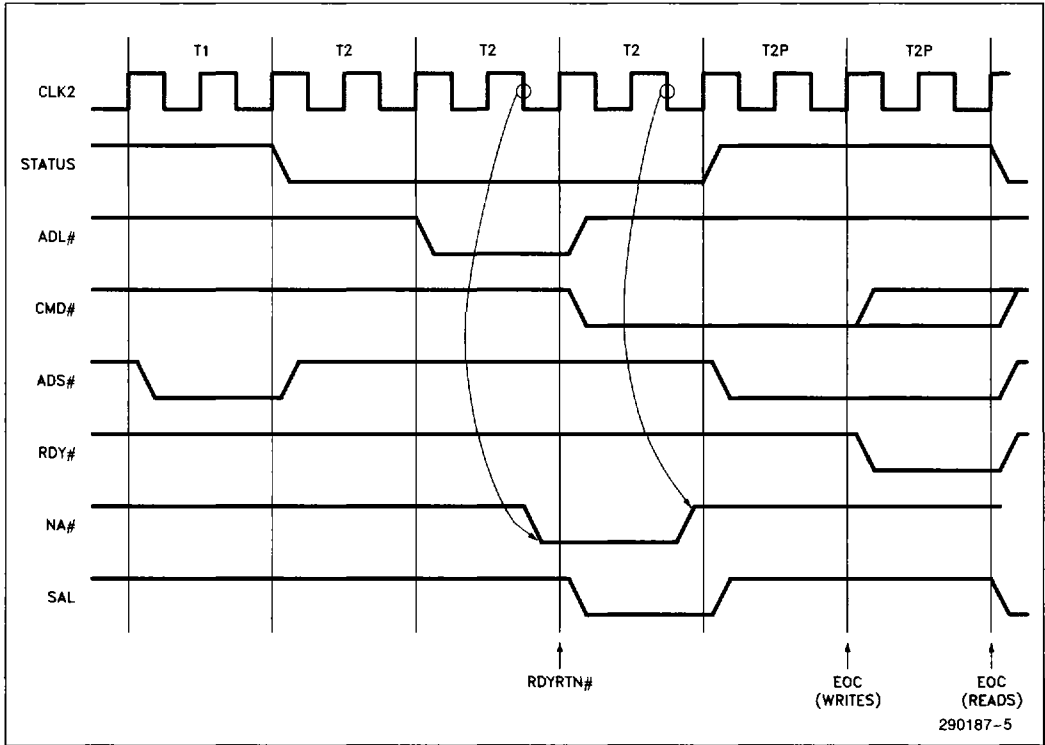 T1 T2 T2 T2 T2P T2P
CLK2
STATUS
ADL#
CMD#
ADS#
RDY#
NA#
SAL
RDYRTN# EOC EOC
(WRITES) (READS)
290187-5